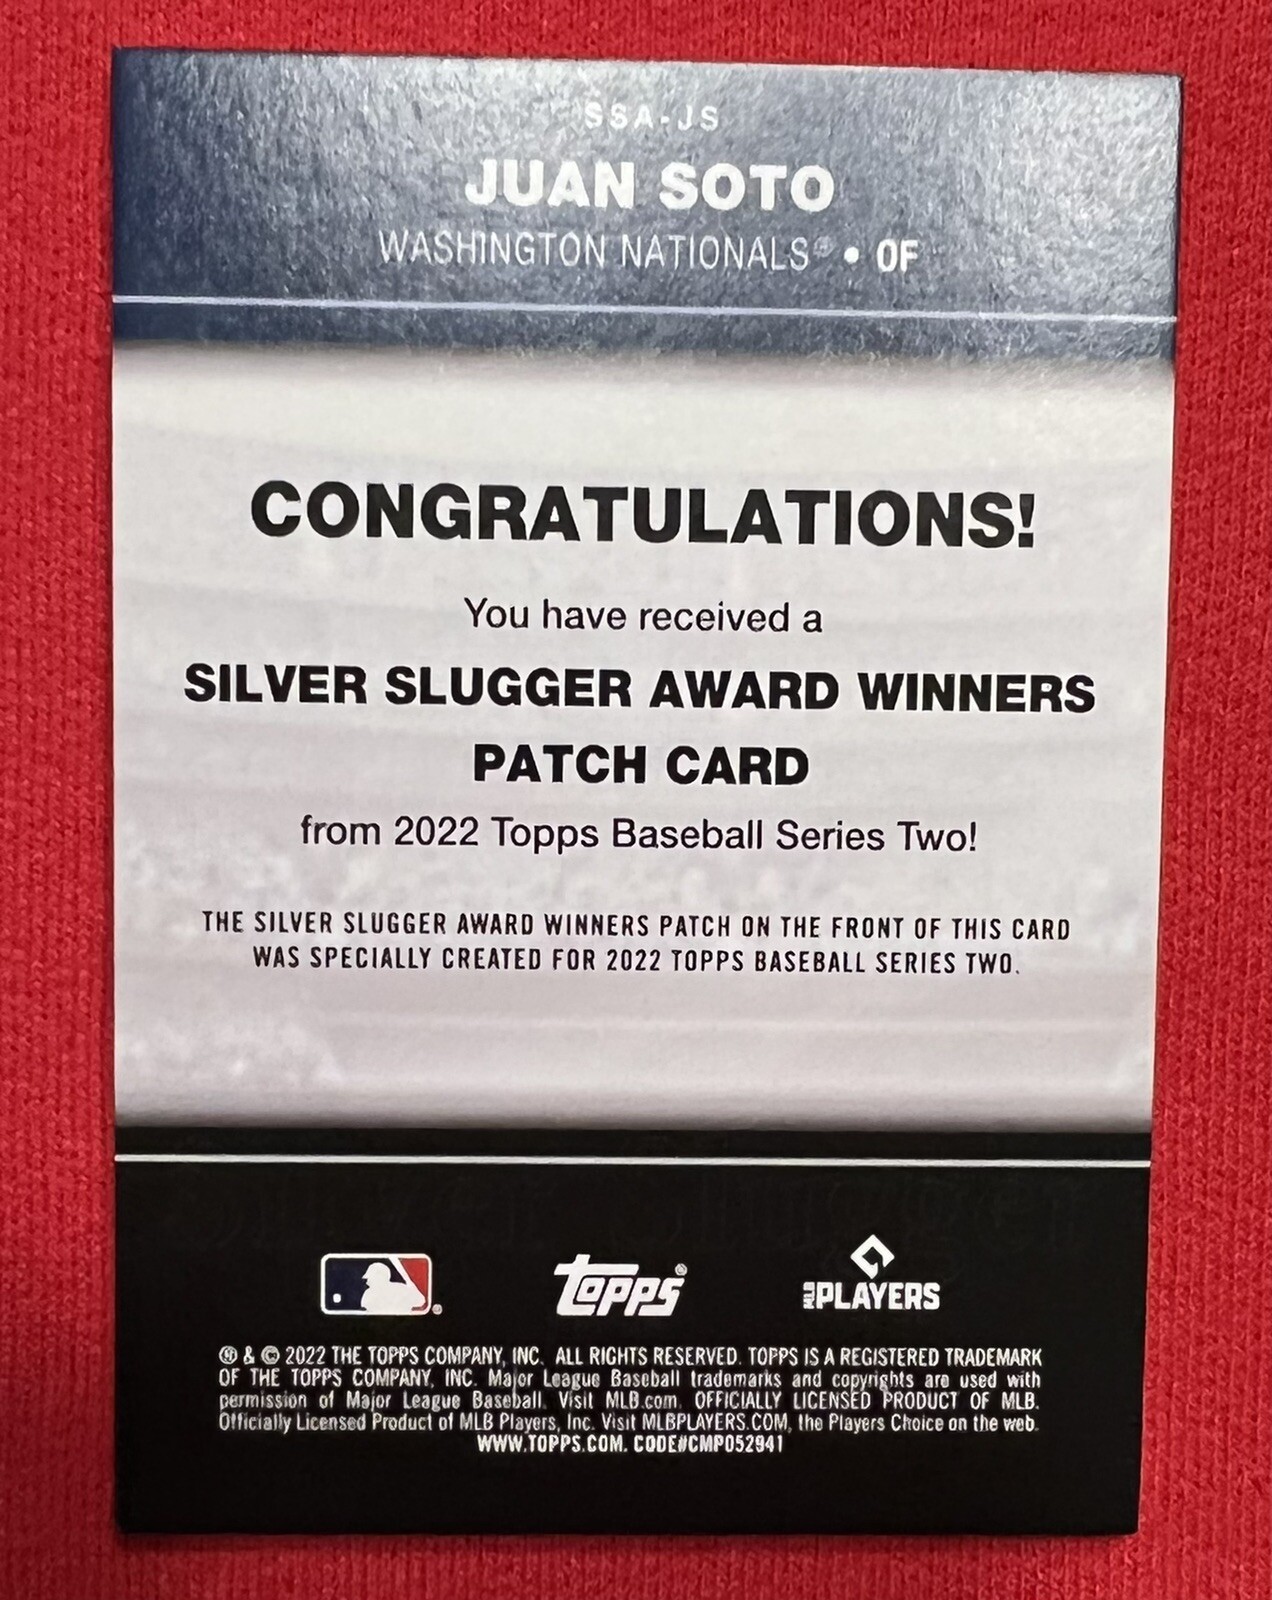 SSA-JS
JUAN SOTO
WASHINGTON NATIONALS® • OF
CONGRATULATIONS!
You have received a
SILVER SLUGGER AWARD WINNERS
PATCH CARD
from 2022 Topps Baseball Series Two!
THE SILVER SLUGGER AWARD WINNERS PATCH ON THE FRONT OF THIS CARD
WAS SPECIALLY CREATED FOR 2022 TOPPS BASEBALL SERIES TWO.
topps®
MLB PLAYERS
® & © 2022 THE TOPPS COMPANY, INC. ALL RIGHTS RESERVED. TOPPS IS A REGISTERED TRADEMARK
OF THE TOPPS COMPANY, INC. Major League Baseball trademarks and copyrights are used with
permission of Major League Baseball. Visit MLB.com. OFFICIALLY LICENSED PRODUCT OF MLB.
Officially Licensed Product of MLB Players, Inc. Visit MLBPLAYERS.COM, the Players Choice on the web.
WWW.TOPPS.COM. CODE#CMP052941